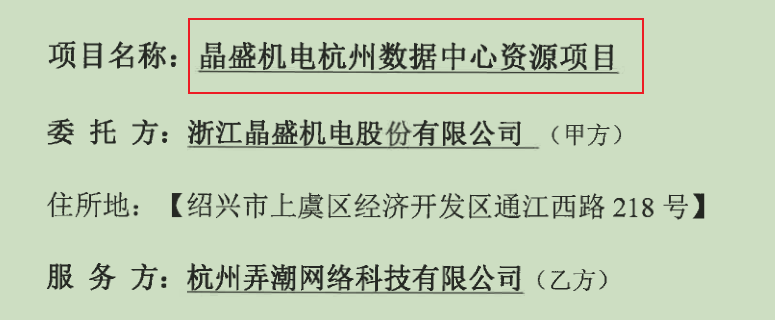 项目名称：晶盛机电杭州数据中心资源项目
委 托 方：浙江晶盛机电股份有限公司 （甲方）
住所地：【绍兴市上虞区经济开发区通江西路 218 号】
服 务 方：杭州弄潮网络科技有限公司（乙方）